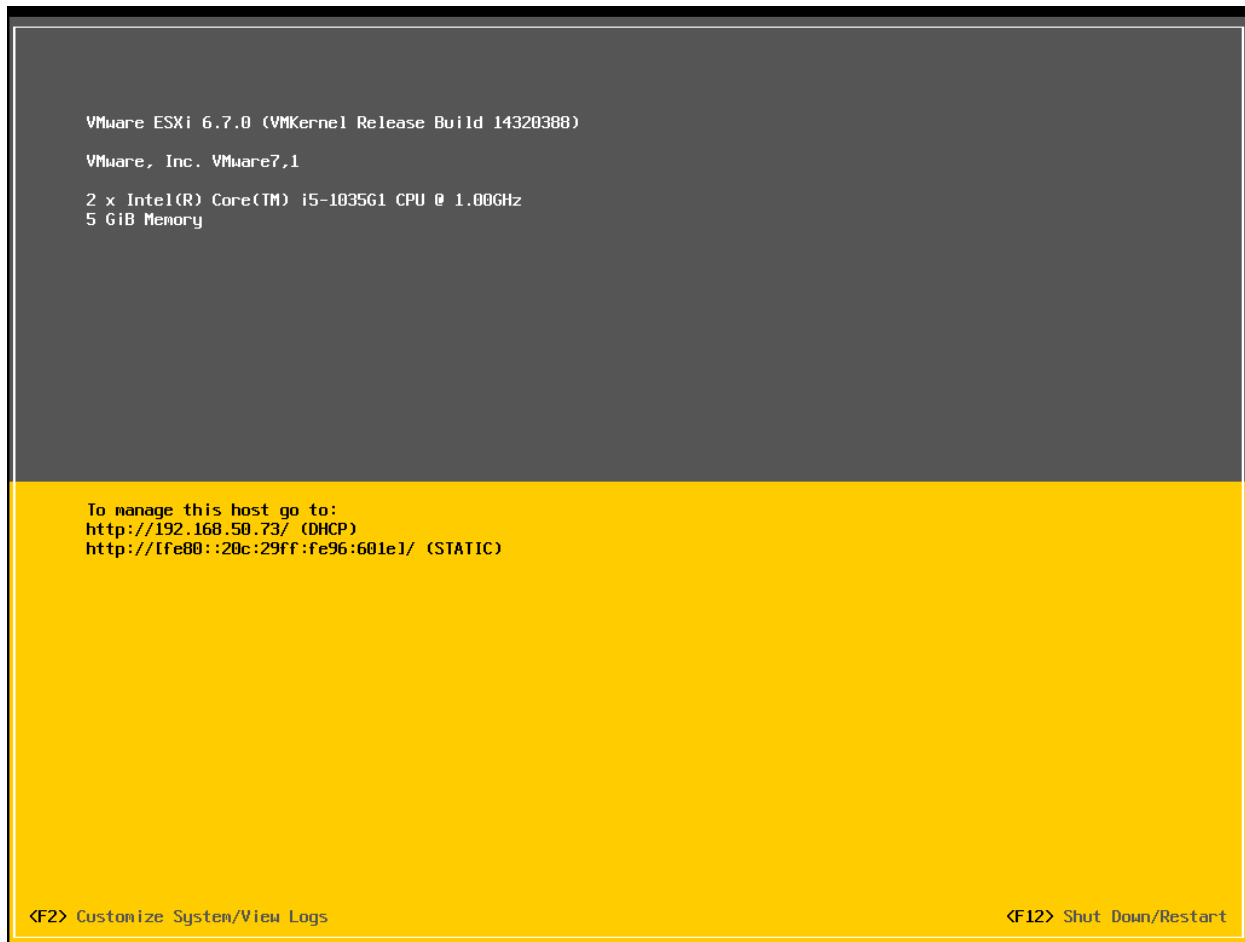 VMware ESXi 6.7.0 (VMKernel Release Build 14320388)
VMware, Inc. VMware7,1
2 x Intel(R) Core(TM) i5-1035G1 CPU @ 1.00GHz
5 GiB Memory
To manage this host go to:
http://192.168.50.73/ (DHCP)
http://[fe80::20c:29ff:fe96:601e]/ (STATIC)
<F2> Customize System/View Logs
<F12> Shut Down/Restart